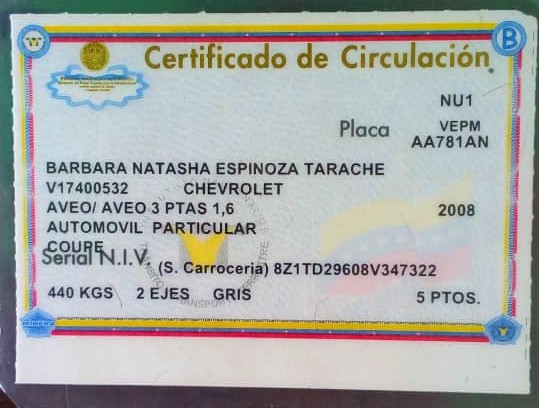 Certificado de Circulación
NU1
Placa VEPM
AA781AN
BARBARA NATASHA ESPINOZA TARACHE
V17400532 CHEVROLET
AVEO/ AVEO 3 PTAS 1,6 2008
AUTOMOVIL PARTICULAR
COUPE
Serial N.I.V. (S. Carroceria) 8Z1TD29608V347322
440 KGS 2 EJES GRIS 5 PTOS.
B